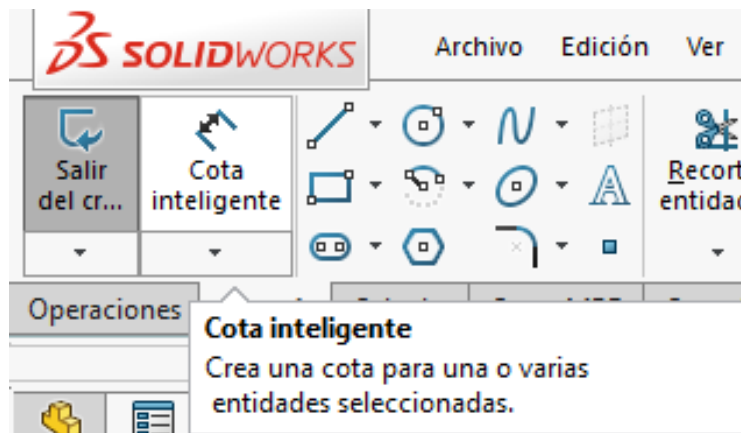 SOLIDWORKS
Archivo Edición Ver
Salir
del cr...
Cota
inteligente
Recort
entidad
Operaciones
Cota inteligente
Crea una cota para una o varias
entidades seleccionadas.